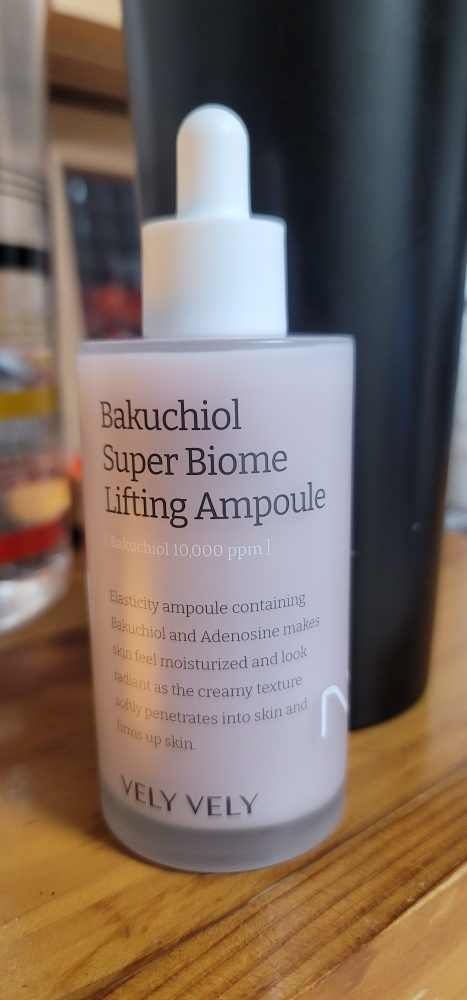 Bakuchiol
Super Biome
Lifting Ampoule
[ Bakuchiol 10,000 ppm ]
Elasticity ampoule containing
Bakuchiol and Adenosine makes
skin feel moisturized and look
radiant as the creamy texture
softly penetrates into skin and
firms up skin.
VELY VELY